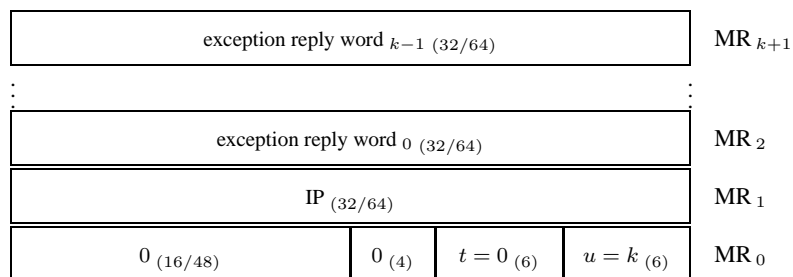 exception reply word k−1 (32/64) MR k+1
⋮ ⋮
exception reply word 0 (32/64) MR 2
IP (32/64) MR 1
0 (16/48) 0 (4) t = 0 (6) u = k (6) MR 0